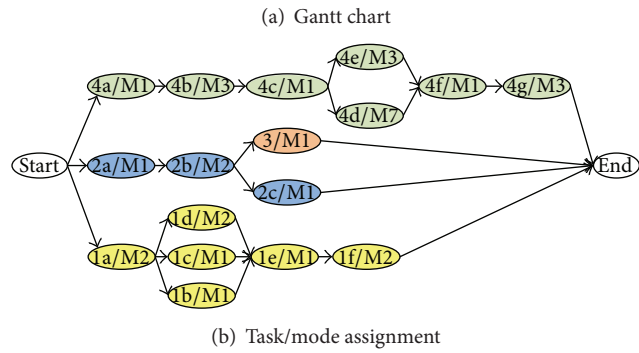 (a) Gantt chart
4e/M3
4a/M1 4b/M3 4c/M1 4f/M1 4g/M3
4d/M7
3/M1
Start 2a/M1 2b/M2 End
2c/M1
1d/M2
1a/M2 1c/M1 1e/M1 1f/M2
1b/M1
(b) Task/mode assignment